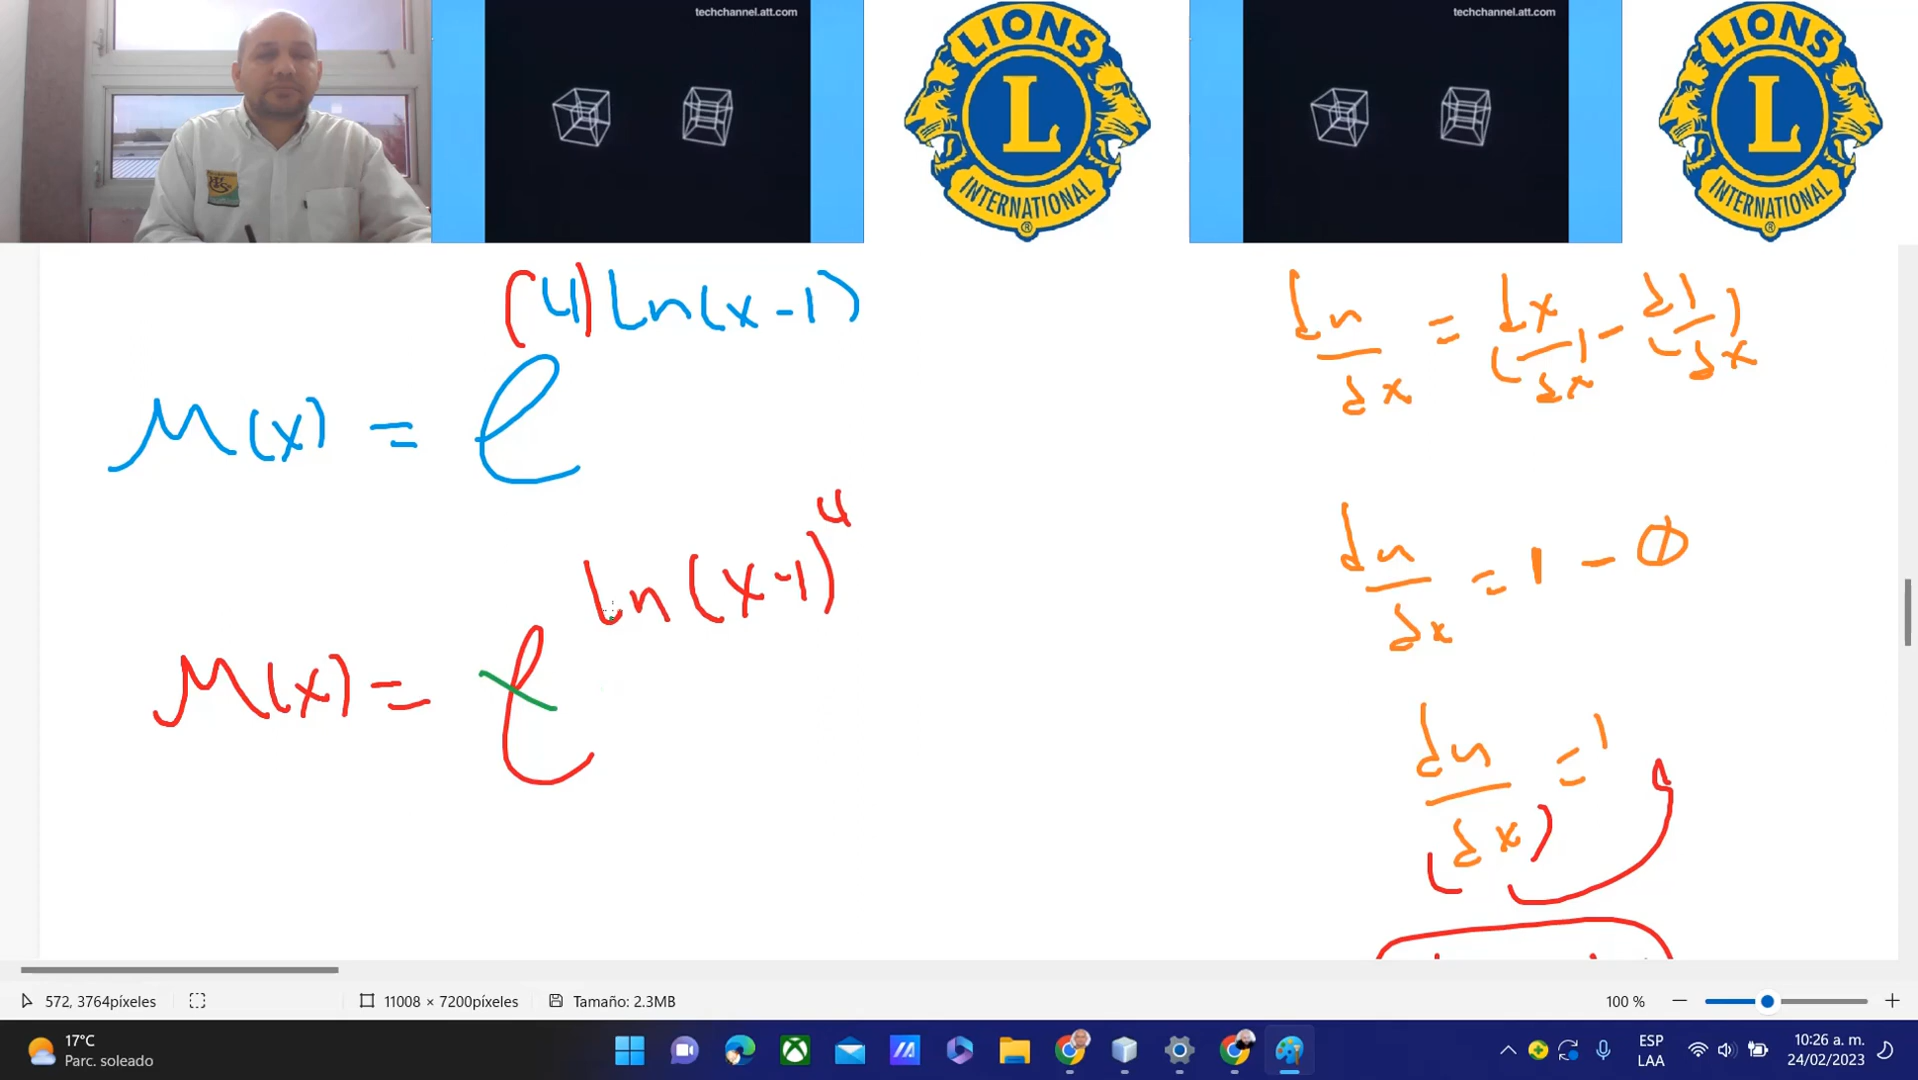 techchannel.att.com
techchannel.att.com
LIONS
L
INTERNATIONAL
®
LIONS
L
INTERNATIONAL
®
(4)ln(x-1)
M(x) = e
ln(x-1)^4
M(x) = e
du/dx = (dx/dx) - (d1/dx)
du/dx = 1 - 0
du/dx = 1
572, 3764píxeles
11008 × 7200píxeles
Tamaño: 2.3MB
100 %
17°C
Parc. soleado
ESP
LAA
10:26 a. m.
24/02/2023